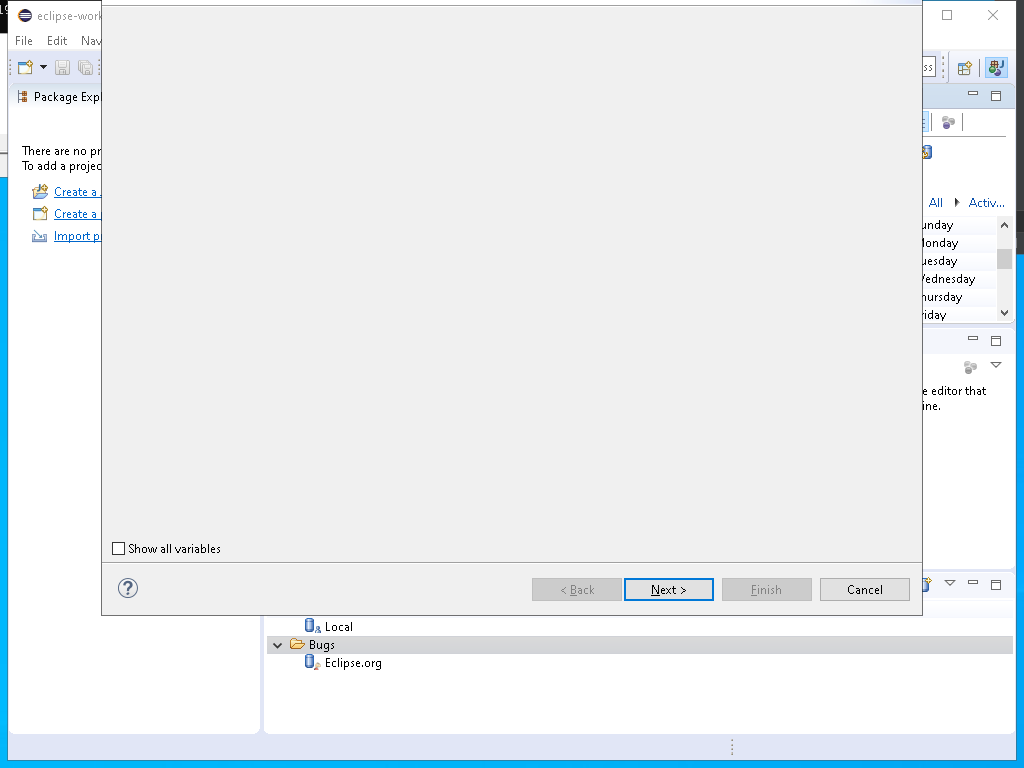 eclipse-work
File Edit Nav
Package Expl
There are no pr
To add a projec
Create a
Create a
Import p
All Activ...
unday
onday
uesday
Wednesday
hursday
riday
e editor that
ine.
Show all variables
< Back Next > Finish Cancel
Local
Bugs
Eclipse.org